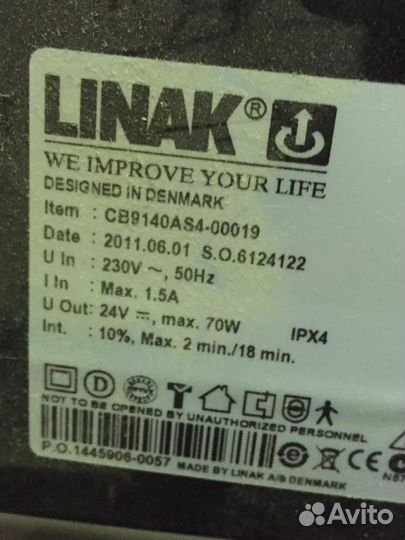 LINAK®
WE IMPROVE YOUR LIFE
DESIGNED IN DENMARK
Item : CB9140AS4-00019
Date : 2011.06.01 S.O.6124122
U In : 230V ~, 50Hz
I In : Max. 1.5A
U Out: 24V ⎓, max. 70W IPX4
Int. : 10%, Max. 2 min./18 min.
D
TO BE NOT OPENED BY UNAUTHORIZED PERSONNEL
P.O.1445906-0057 MADE BY LINAK A/S DENMARK
Avito